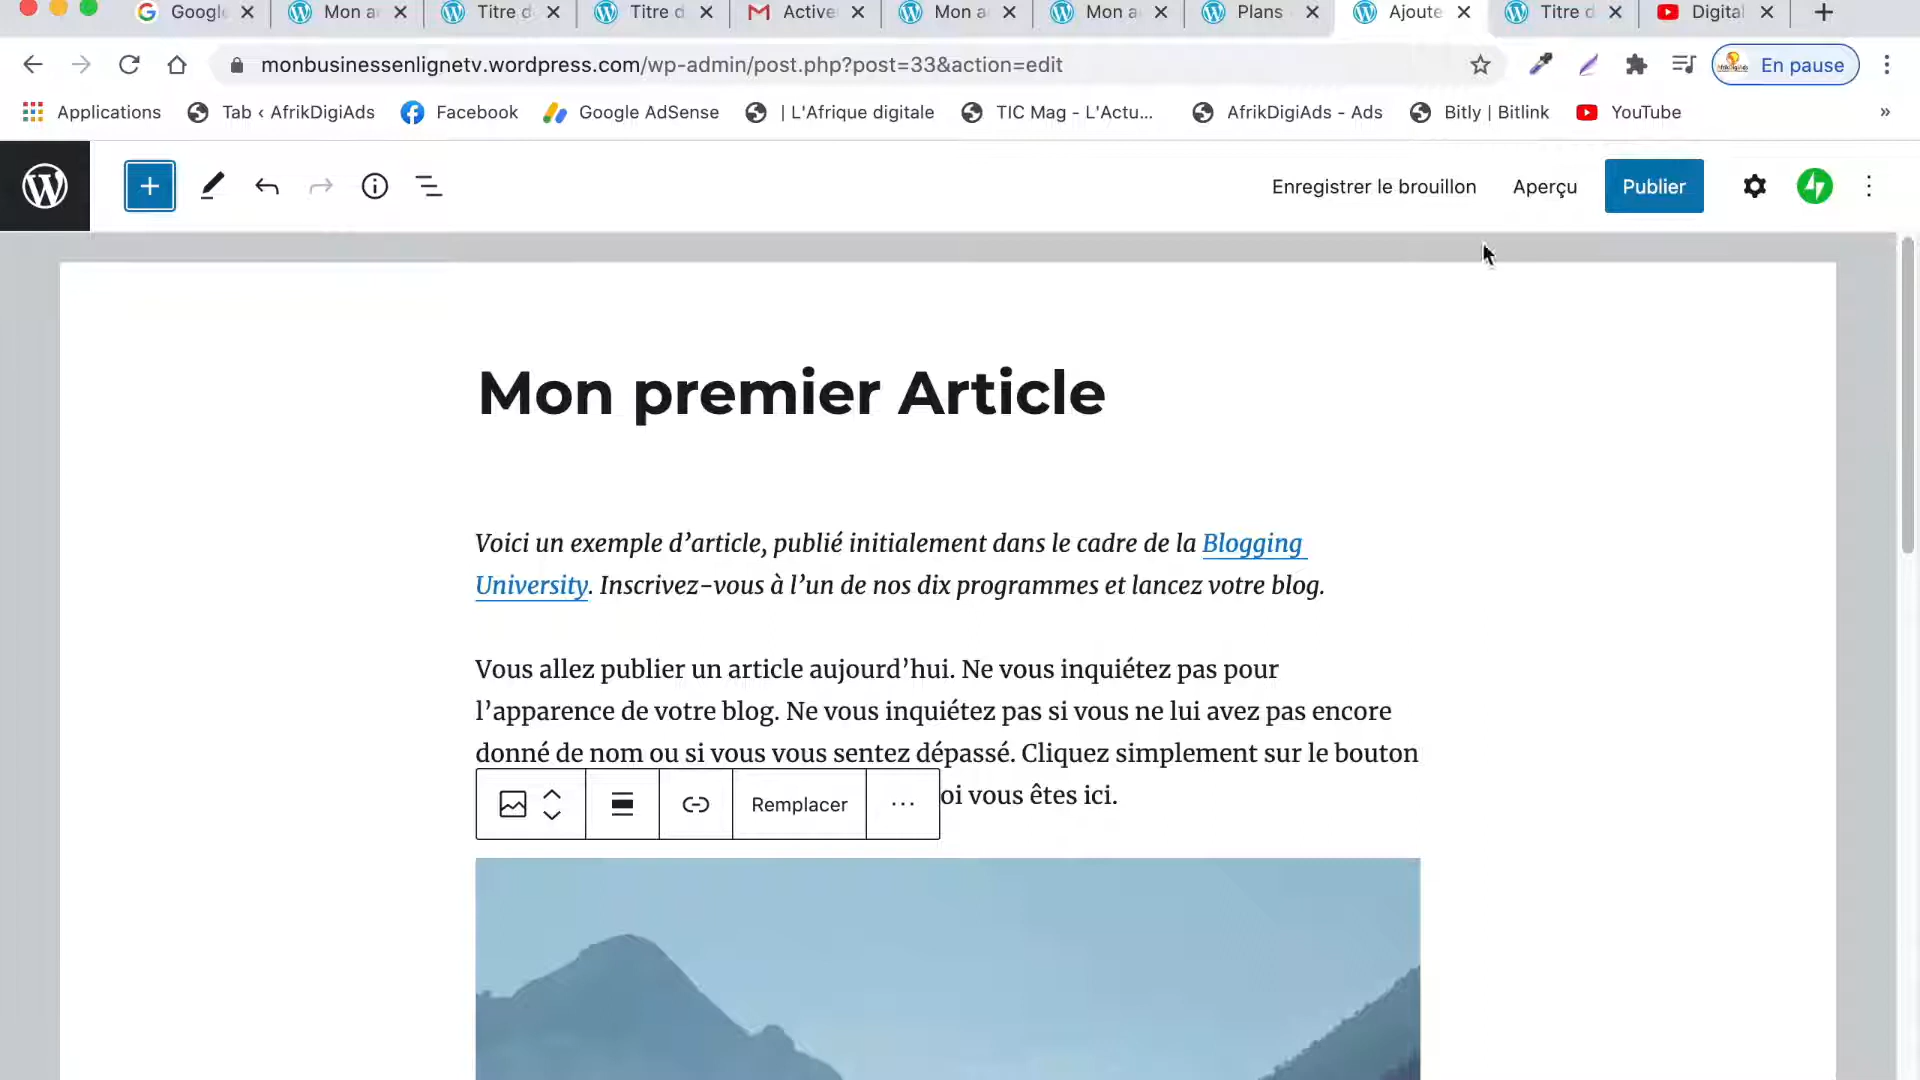 Google
Mon a
Titre d
Titre d
Active
Mon a
Mon a
Plans
Ajoute
Titre d
Digital
monbusinessenlignetv.wordpress.com/wp-admin/post.php?post=33&action=edit
En pause
Applications
Tab ‹ AfrikDigiAds
Facebook
Google AdSense
| L'Afrique digitale
TIC Mag - L'Actu...
AfrikDigiAds - Ads
Bitly | Bitlink
YouTube
»
Enregistrer le brouillon
Aperçu
Publier
Mon premier Article
Voici un exemple d’article, publié initialement dans le cadre de la Blogging
University. Inscrivez-vous à l’un de nos dix programmes et lancez votre blog.
Vous allez publier un article aujourd’hui. Ne vous inquiétez pas pour
l’apparence de votre blog. Ne vous inquiétez pas si vous ne lui avez pas encore
donné de nom ou si vous vous sentez dépassé. Cliquez simplement sur le bouton
oi vous êtes ici.
Remplacer